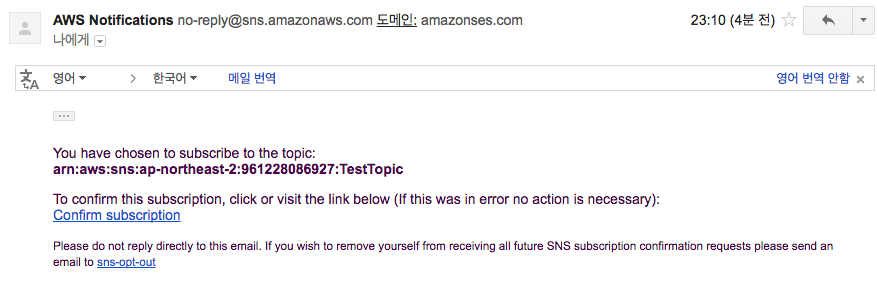 AWS Notifications no-reply@sns.amazonaws.com 도메인: amazonses.com 23:10 (4분 전)
나에게
영어 한국어 메일 번역 영어 번역 안함
You have chosen to subscribe to the topic:
arn:aws:sns:ap-northeast-2:961228086927:TestTopic
To confirm this subscription, click or visit the link below (If this was in error no action is necessary):
Confirm subscription
Please do not reply directly to this email. If you wish to remove yourself from receiving all future SNS subscription confirmation requests please send an
email to sns-opt-out